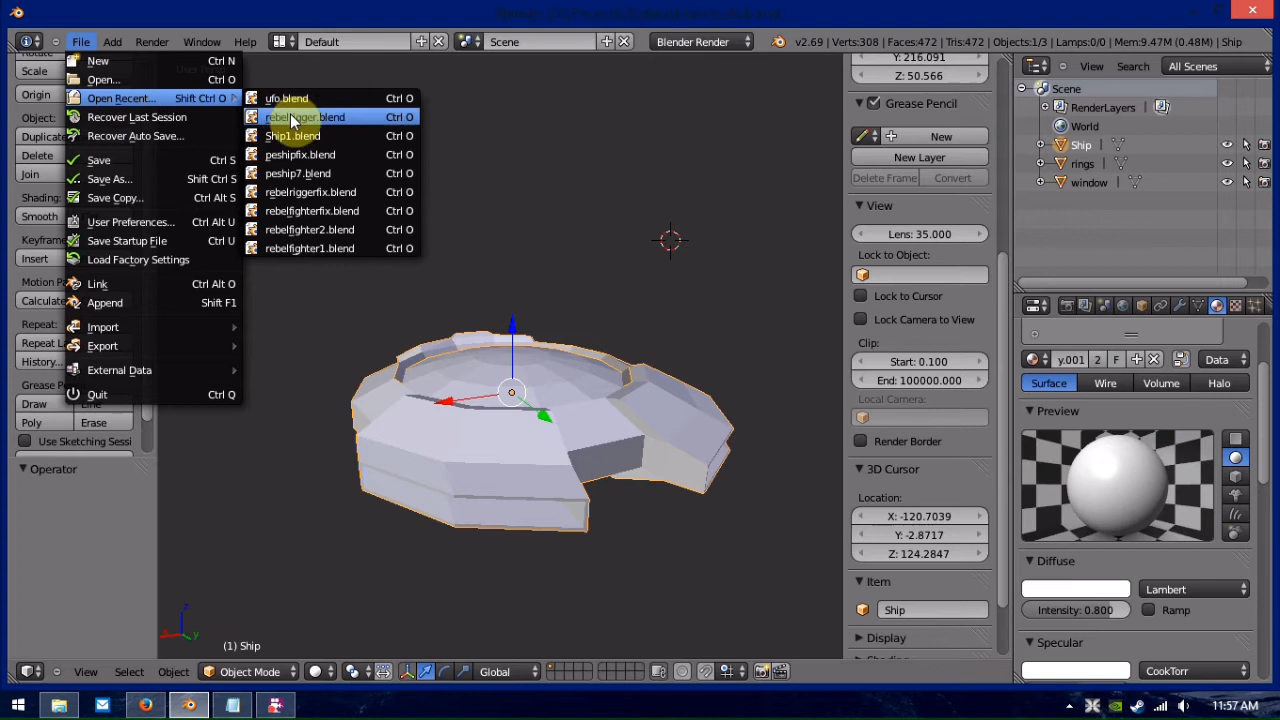 File Add Render Window Help Default Scene Blender Render v2.69 | Verts:308 | Faces:472 | Tris:472 | Objects:1/3 | Lamps:0/0 | Mem:9.47M (0.48M) | Ship
Scale
Origin
Object:
Duplicate
Delete
Join
Shading:
Smooth
Keyframe
Insert
Motion P
Calculate
Repeat:
Repeat L
History...
Grease P
Draw Line
Poly Erase
Use Sketching Sessi
Operator
New Ctrl N
Open... Ctrl O
Open Recent... Shift Ctrl O
Recover Last Session
Recover Auto Save...
Save Ctrl S
Save As... Shift Ctrl S
Save Copy... Ctrl Alt S
User Preferences... Ctrl Alt U
Save Startup File Ctrl U
Load Factory Settings
Link Ctrl Alt O
Append Shift F1
Import
Export
External Data
Quit Ctrl Q
ufo.blend Ctrl O
rebelrigger.blend Ctrl O
Ship1.blend Ctrl O
peshipfix.blend Ctrl O
peship7.blend Ctrl O
rebelriggerfix.blend Ctrl O
rebelfighterfix.blend Ctrl O
rebelfighter2.blend Ctrl O
rebelfighter1.blend Ctrl O
x
z
y
(1) Ship
View Select Object Object Mode Global
Y: 216.091
Z: 50.566
Grease Pencil
New
New Layer
Delete Frame Convert
View
Lens: 35.000
Lock to Object:
Lock to Cursor
Lock Camera to View
Clip:
Start: 0.100
End: 100000.000
Local Camera:
Render Border
3D Cursor
Location:
X: -120.7039
Y: -2.8717
Z: 124.2847
Item
Ship
Display
View Search All Scenes
Scene
RenderLayers
World
Ship
rings
window
y.001 2 F Data
Surface Wire Volume Halo
Preview
Diffuse
Lambert
Intensity: 0.800 Ramp
Specular
CookTorr
11:57 AM